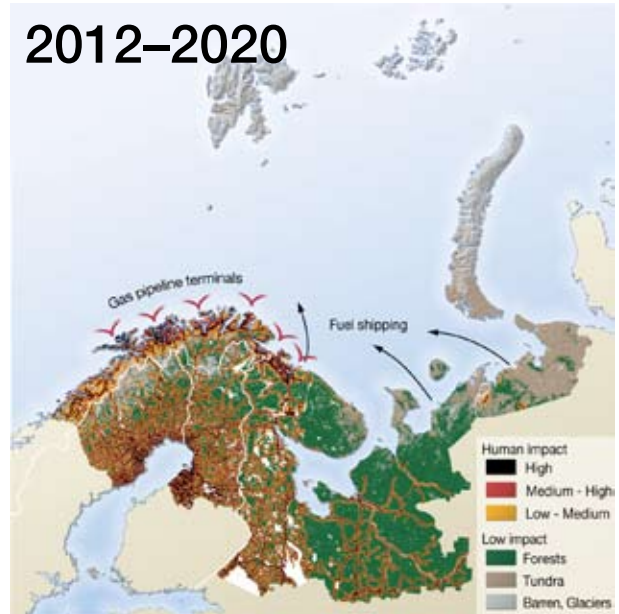 2012–2020
Gas pipeline terminals
Fuel shipping
Human impact
High
Medium - High
Low - Medium
Low impact
Forests
Tundra
Barren, Glaciers